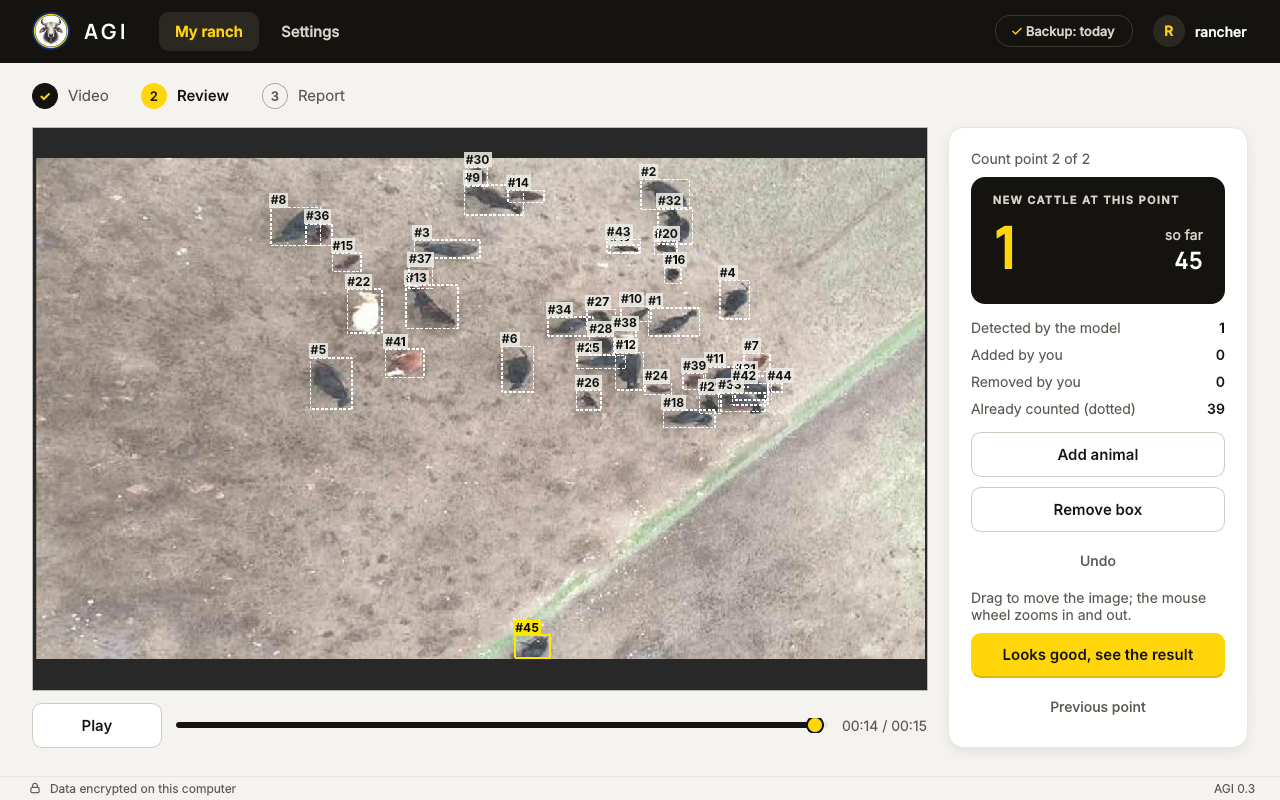 AGI
My ranch
Settings
Backup: today
R
rancher
Video
2
Review
3
Report
#30
#9
#14
#2
#8
#32
#36
#3
#43
#20
#15
#37
#16
#13
#22
#4
#27
#10
#1
#34
#28
#38
#6
#41
#25
#12
#5
#7
#11
#39
#24
#42
#44
#26
#18
#45
Play
00:14 / 00:15
Count point 2 of 2
NEW CATTLE AT THIS POINT
1
so far
45
Detected by the model 1
Added by you 0
Removed by you 0
Already counted (dotted) 39
Add animal
Remove box
Undo
Drag to move the image; the mouse
wheel zooms in and out.
Looks good, see the result
Previous point
Data encrypted on this computer
AGI 0.3